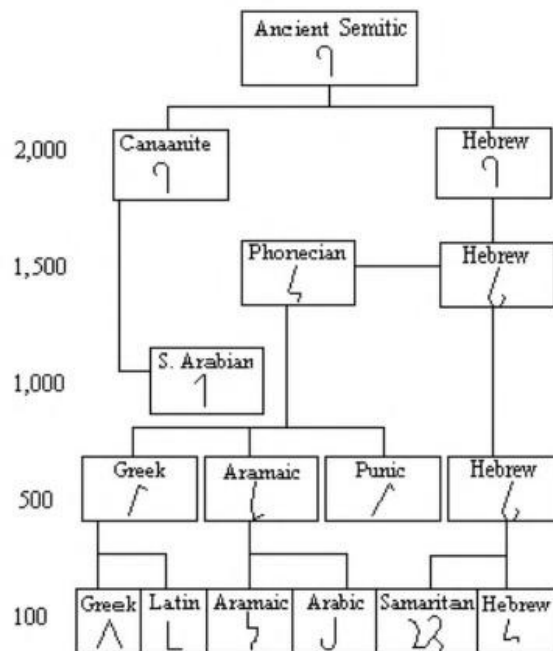 Ancient Semitic
2,000
Canaanite
Hebrew
1,500
Phonecian
Hebrew
1,000
S. Arabian
500
Greek
Aramaic
Punic
Hebrew
100
Greek
Latin
Aramaic
Arabic
Samaritan
Hebrew